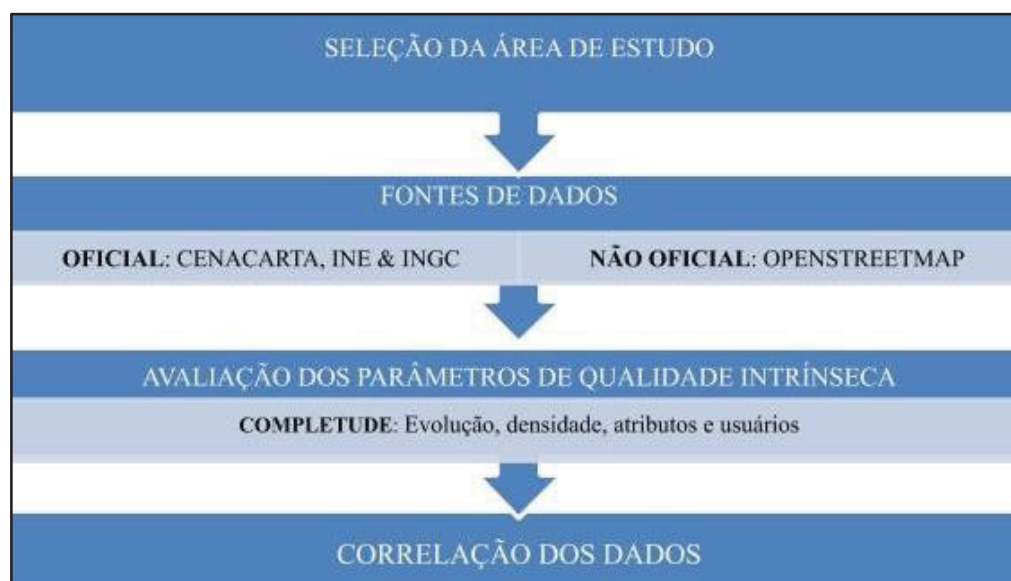 SELEÇÃO DA ÁREA DE ESTUDO
FONTES DE DADOS
OFICIAL: CENACARTA, INE & INGC
NÃO OFICIAL: OPENSTREETMAP
AVALIAÇÃO DOS PARÂMETROS DE QUALIDADE INTRÍNSECA
COMPLETUDE: Evolução, densidade, atributos e usuários
CORRELAÇÃO DOS DADOS